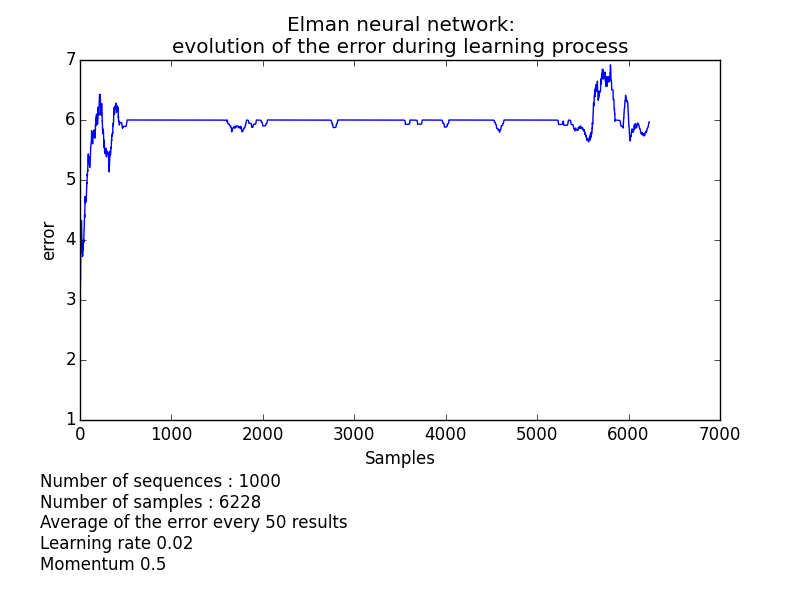 Elman neural network:
evolution of the error during learning process
7
6
5
4
3
2
1
error
0 1000 2000 3000 4000 5000 6000 7000
Samples
Number of sequences : 1000
Number of samples : 6228
Average of the error every 50 results
Learning rate 0.02
Momentum 0.5